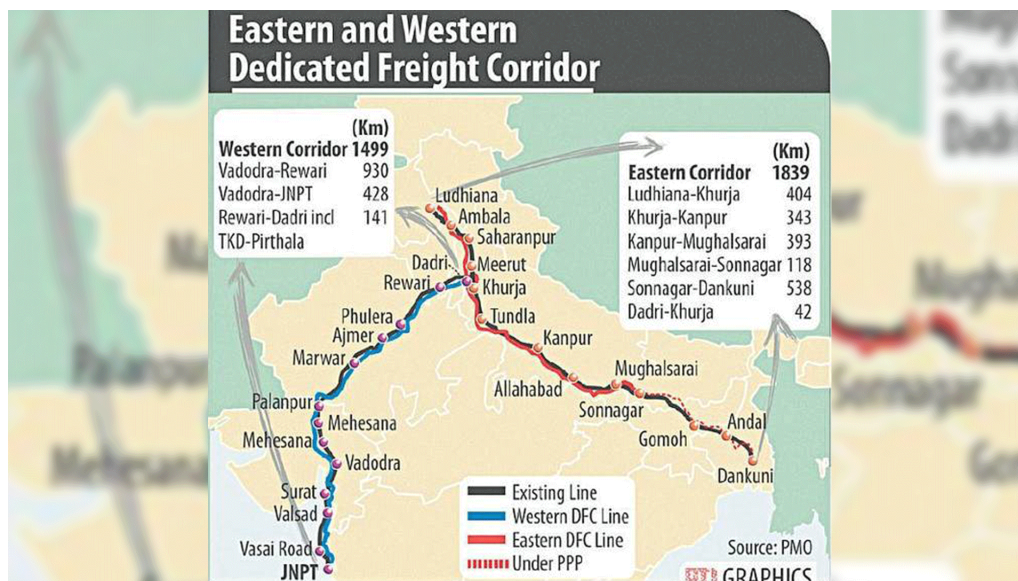 Eastern and Western
Dedicated Freight Corridor
(Km)
Western Corridor 1499
Vadodra-Rewari 930
Vadodra-JNPT 428
Rewari-Dadri incl 141
TKD-Pirthala
(Km)
Eastern Corridor 1839
Ludhiana-Khurja 404
Khurja-Kanpur 343
Kanpur-Mughalsarai 393
Mughalsarai-Sonnagar 118
Sonnagar-Dankuni 538
Dadri-Khurja 42
Ludhiana
Ambala
Saharanpur
Dadri
Meerut
Rewari
Khurja
Phulera
Tundla
Ajmer
Kanpur
Marwar
Mughalsarai
Allahabad
Palanpur
Sonnagar
Mehesana
Andal
Mehesana
Gomoh
Vadodra
Dankuni
Surat
Valsad
Vasai Road
JNPT
Existing Line
Western DFC Line
Eastern DFC Line
Under PPP
Source: PMO
GRAPHICS